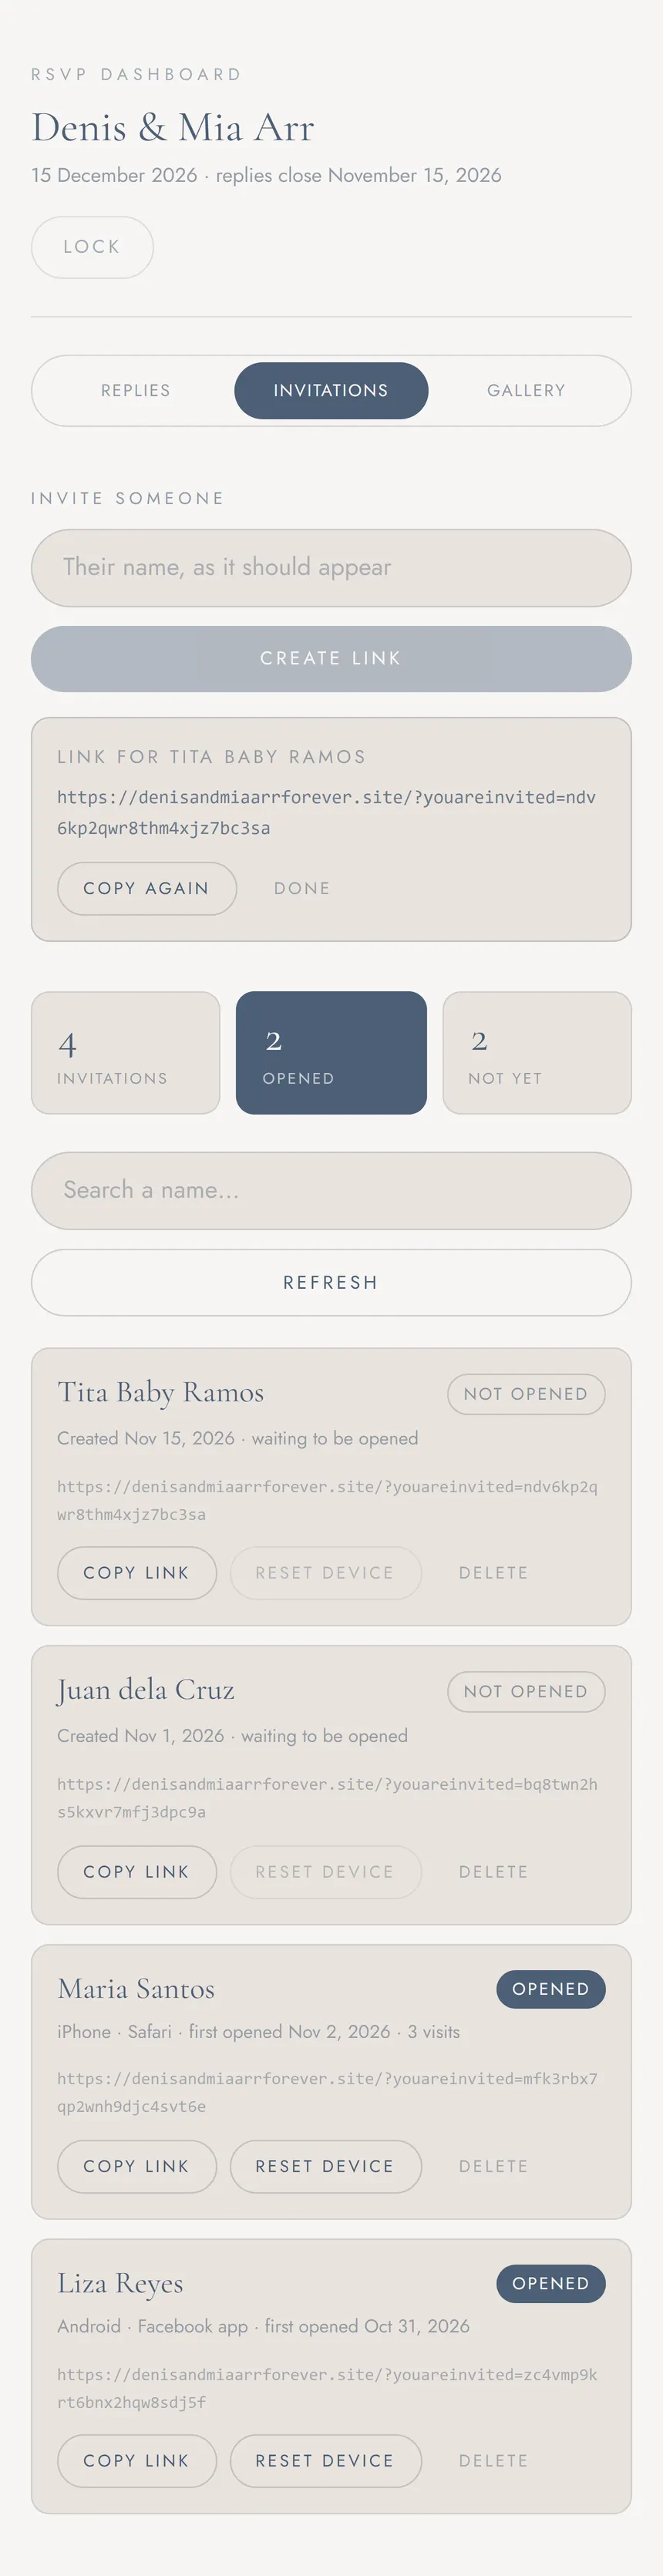 RSVP DASHBOARD
Denis & Mia Arr
15 December 2026 · replies close November 15, 2026
LOCK
REPLIES
INVITATIONS
GALLERY
INVITE SOMEONE
Their name, as it should appear
CREATE LINK
LINK FOR TITA BABY RAMOS
https://denisandmiaarrforever.site/?youareinvited=ndv
6kp2qwr8thm4xjz7bc3sa
COPY AGAIN
DONE
4
INVITATIONS
2
OPENED
2
NOT YET
Search a name...
REFRESH
Tita Baby Ramos
NOT OPENED
Created Nov 15, 2026 · waiting to be opened
https://denisandmiaarrforever.site/?youareinvited=ndv6kp2q
wr8thm4xjz7bc3sa
COPY LINK
RESET DEVICE
DELETE
Juan dela Cruz
NOT OPENED
Created Nov 1, 2026 · waiting to be opened
https://denisandmiaarrforever.site/?youareinvited=bq8twn2h
s5kxvr7mfj3dpc9a
COPY LINK
RESET DEVICE
DELETE
Maria Santos
OPENED
iPhone · Safari · first opened Nov 2, 2026 · 3 visits
https://denisandmiaarrforever.site/?youareinvited=mfk3rbx7
qp2wnh9djc4svt6e
COPY LINK
RESET DEVICE
DELETE
Liza Reyes
OPENED
Android · Facebook app · first opened Oct 31, 2026
https://denisandmiaarrforever.site/?youareinvited=zc4vmp9k
rt6bnx2hqw8sdj5f
COPY LINK
RESET DEVICE
DELETE